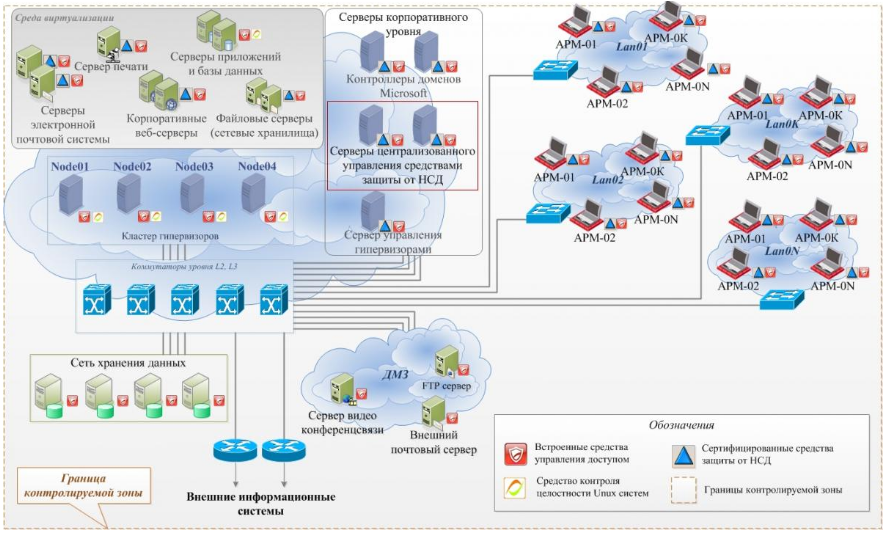 Среда виртуализации
Сервер печати
Серверы приложений
и базы данных
Серверы
электронной
почтовой системы
Корпоративные
веб-серверы
Файловые серверы
(сетевые хранилища)
Серверы корпоративного
уровня
Контроллеры доменов
Microsoft
Серверы централизованного
управления средствами
защиты от НСД
Сервер управления
гипервизорами
Node01
Node02
Node03
Node04
Кластер гипервизоров
Коммутаторы уровня L2, L3
Сеть хранения данных
ДМЗ
FTP сервер
Сервер видео
конференцсвязи
Внешний
почтовый сервер
Внешние информационные
системы
Граница
контролируемой зоны
АРМ-01
АРМ-0К
Lan01
АРМ-02
АРМ-0N
АРМ-01
АРМ-0К
Lan0K
АРМ-02
АРМ-0N
АРМ-01
АРМ-0К
Lan02
АРМ-02
АРМ-0N
АРМ-01
АРМ-0К
Lan0N
АРМ-02
АРМ-0N
Обозначения
Встроенные средства
управления доступом
Сертифицированные средства
защиты от НСД
Средство контроля
целостности Unix систем
Границы контролируемой зоны